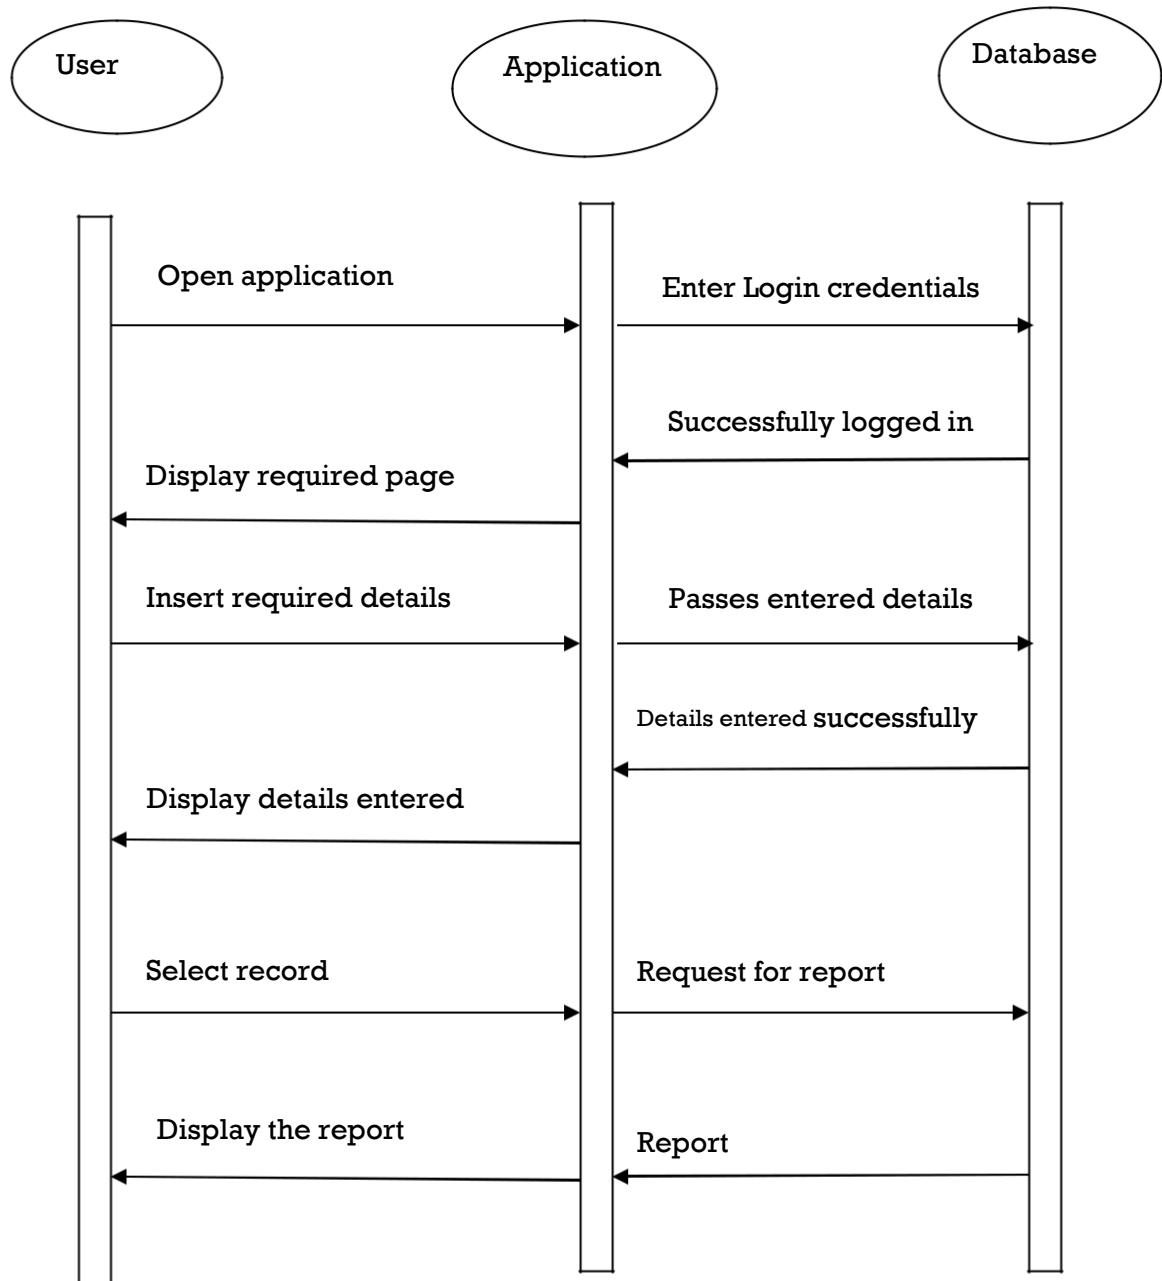 User
Application
Database
Open application
Enter Login credentials
Successfully logged in
Display required page
Insert required details
Passes entered details
Details entered successfully
Display details entered
Select record
Request for report
Display the report
Report